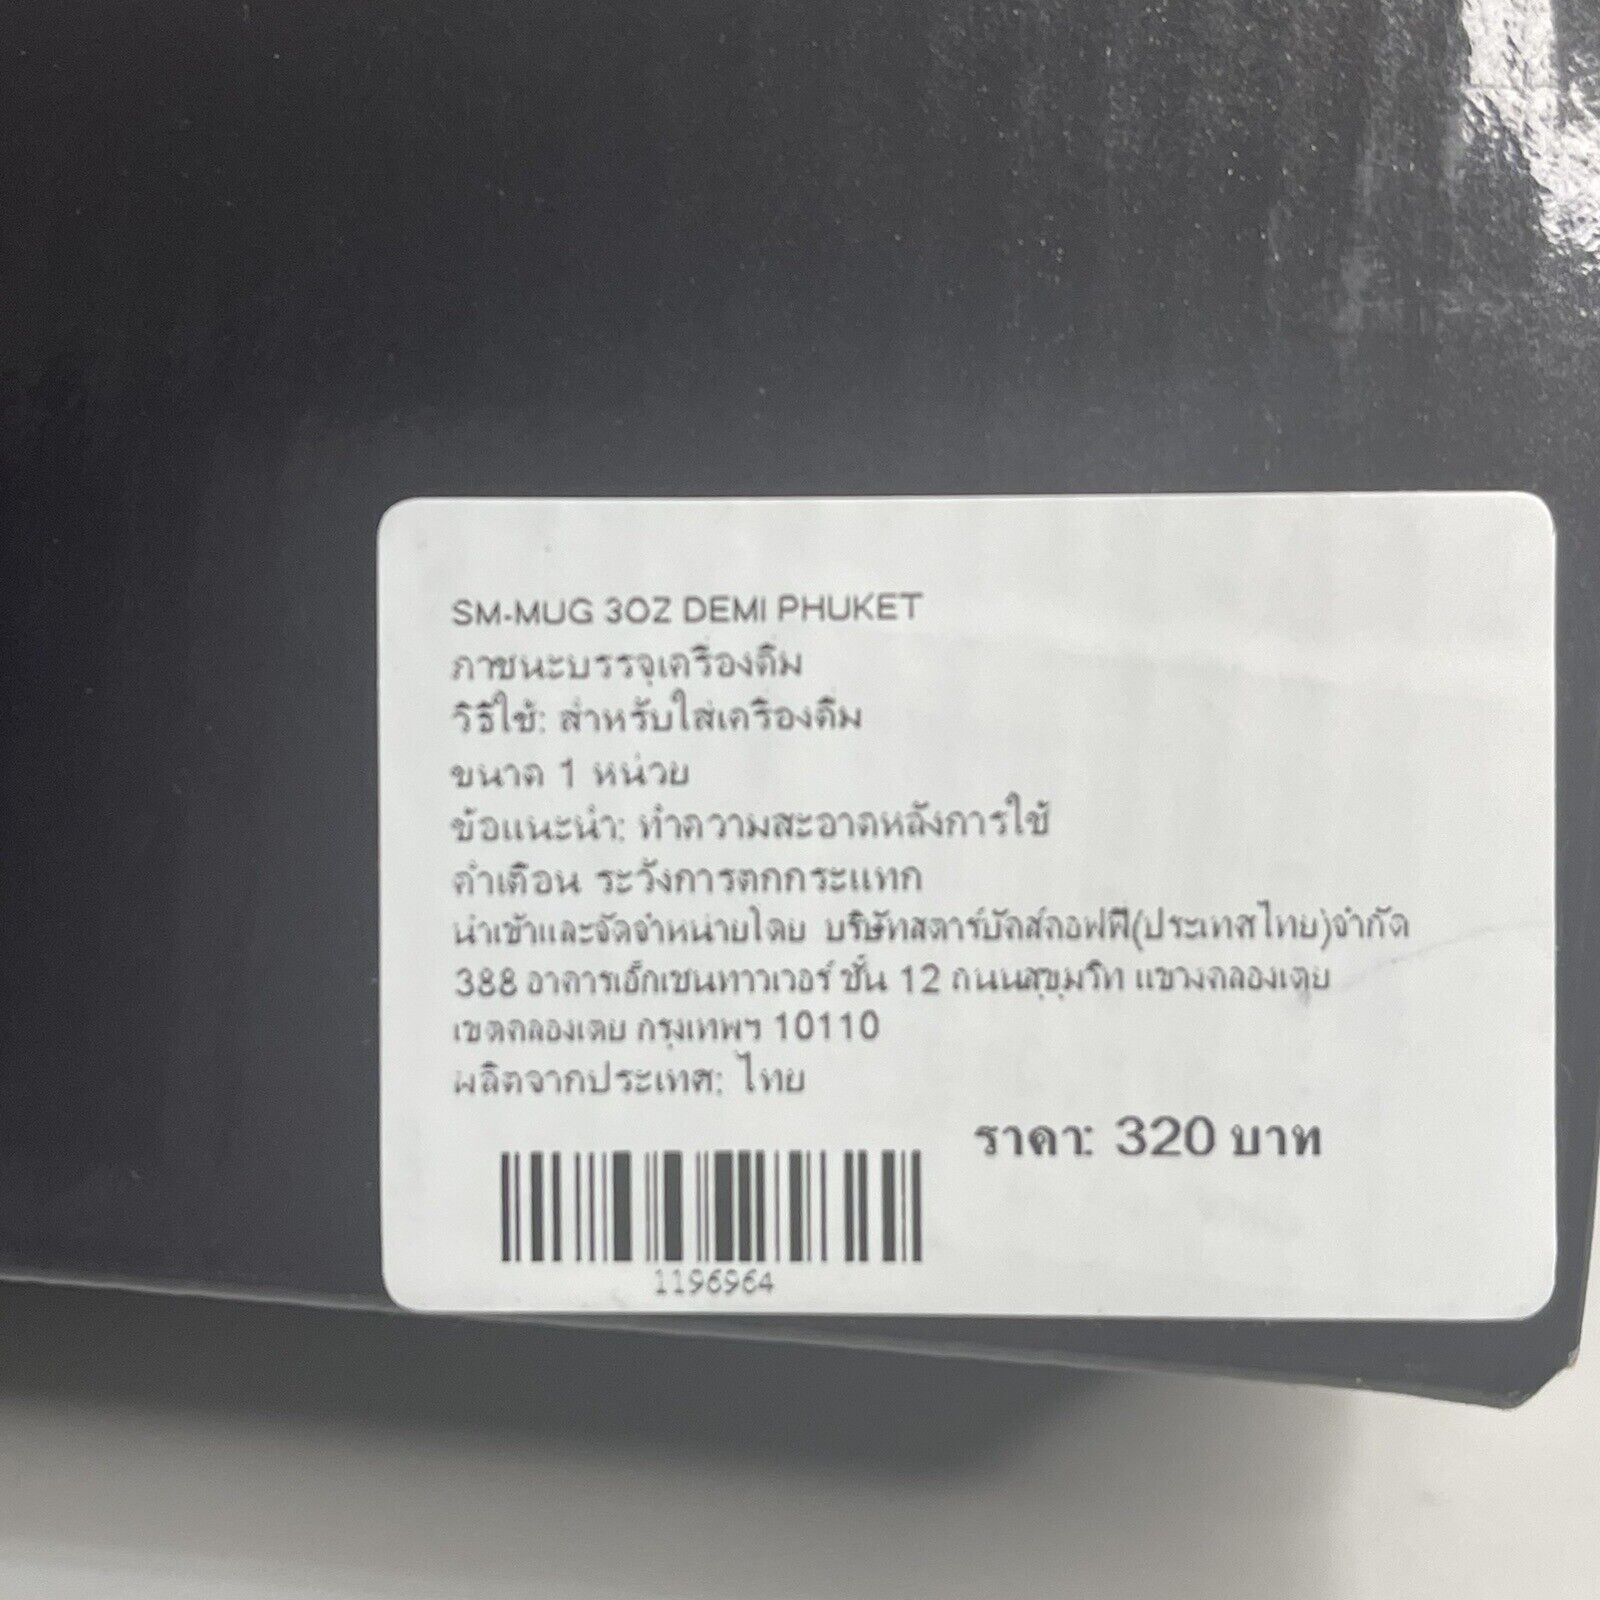 SM-MUG 3OZ DEMI PHUKET
ภาชนะบรรจุเครื่องดื่ม
วิธีใช้: สำหรับใส่เครื่องดื่ม
ขนาด 1 หน่วย
ข้อแนะนำ: ทำความสะอาดหลังการใช้
คำเตือน ระวังการตกกระแทก
นำเข้าและจัดจำหน่ายโดย บริษัทสตาร์บัคส์คอฟฟี่(ประเทศไทย)จำกัด
388 อาคารเอ็กเชนทาวเวอร์ ชั้น 12 ถนนสุขุมวิท แขวงคลองเตย
เขตคลองเตย กรุงเทพฯ 10110
ผลิตจากประเทศ: ไทย
ราคา: 320 บาท
1196964